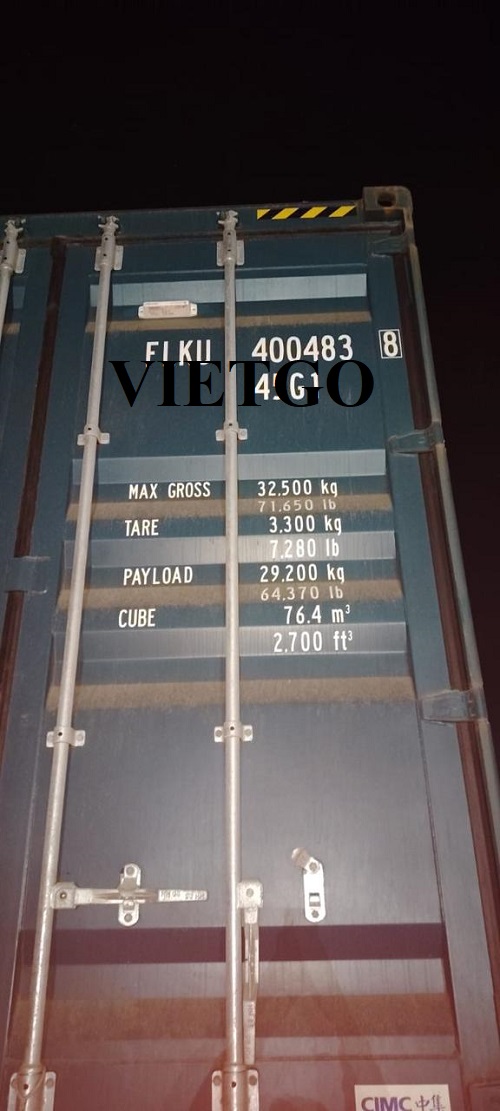 FLKU 400483 8
45G1
VIETGO
MAX GROSS 32.500 kg
71,650 lb
TARE 3.300 kg
7,280 lb
PAYLOAD 29.200 kg
64,370 lb
CUBE 76.4 m³
2,700 ft³
CIMC 中集